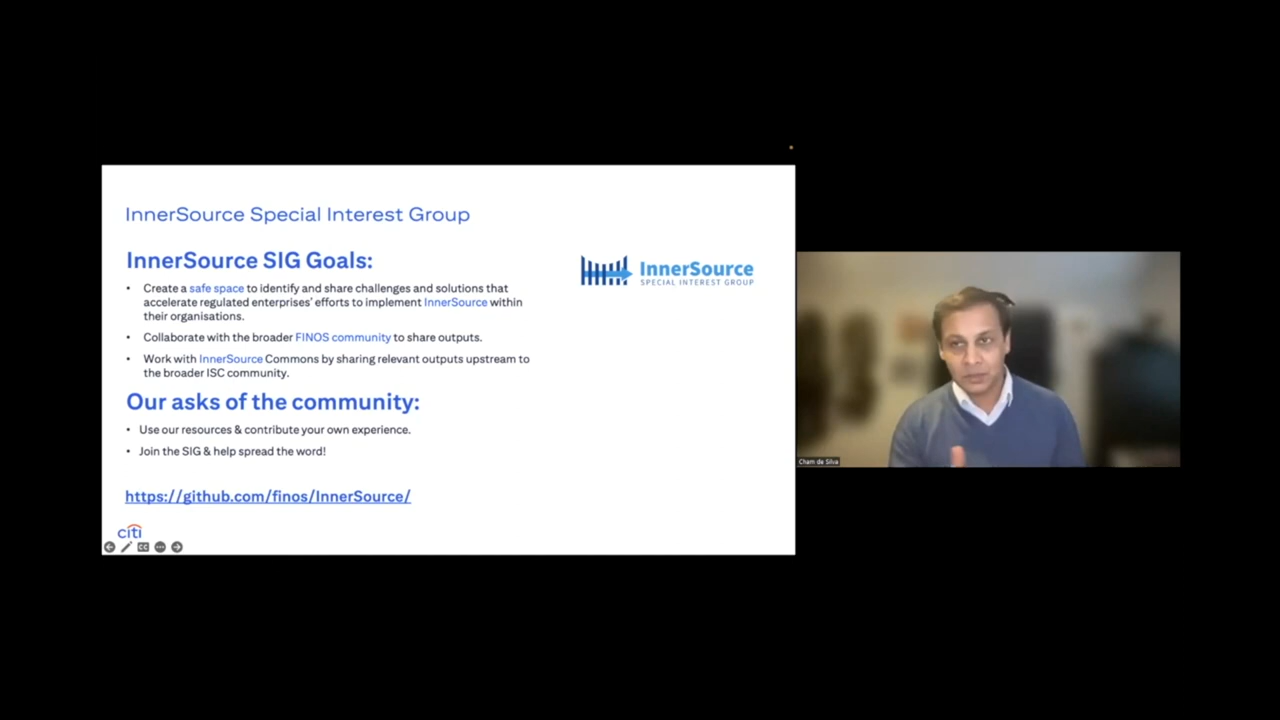 InnerSource Special Interest Group
InnerSource SIG Goals:
• Create a safe space to identify and share challenges and solutions that
accelerate regulated enterprises' efforts to implement InnerSource within
their organisations.
• Collaborate with the broader FINOS community to share outputs.
• Work with InnerSource Commons by sharing relevant outputs upstream to
the broader ISC community.
Our asks of the community:
• Use our resources & contribute your own experience.
• Join the SIG & help spread the word!
https://github.com/finos/InnerSource/
citi
CC
InnerSource
SPECIAL INTEREST GROUP
Cham de Silva